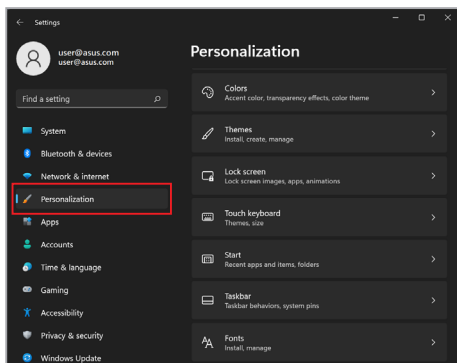 Settings
user@asus.com
user@asus.com
Find a setting
System
Bluetooth & devices
Network & internet
Personalization
Apps
Accounts
Time & language
Gaming
Accessibility
Privacy & security
Windows Update
Personalization
Colors
Accent color, transparency effects, color theme
Themes
Install, create, manage
Lock screen
Lock screen images, apps, animations
Touch keyboard
Themes, size
Start
Recent apps and items, folders
Taskbar
Taskbar behaviors, system pins
Fonts
Install, manage